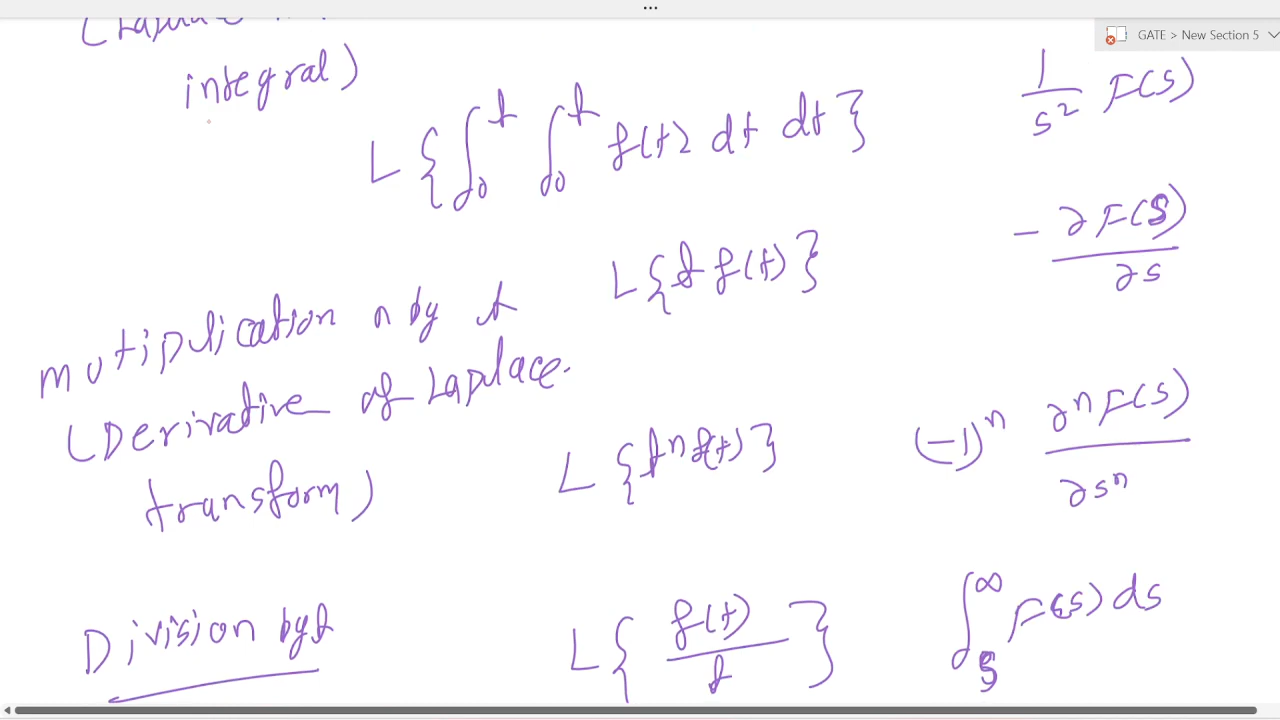 GATE > New Section 5
integral)
L{∫₀ᵗ ∫₀ᵗ f(t) dt dt} 1/s² F(s)
L{t f(t)} - ∂F(s)/∂s
mutiplication n by t
(Derivative of Laplace.
transform)
L{tⁿ f(t)} (-1)ⁿ ∂ⁿF(s)/∂sⁿ
Division by t
L{f(t)/t} ∫ₛ^∞ F(s) ds